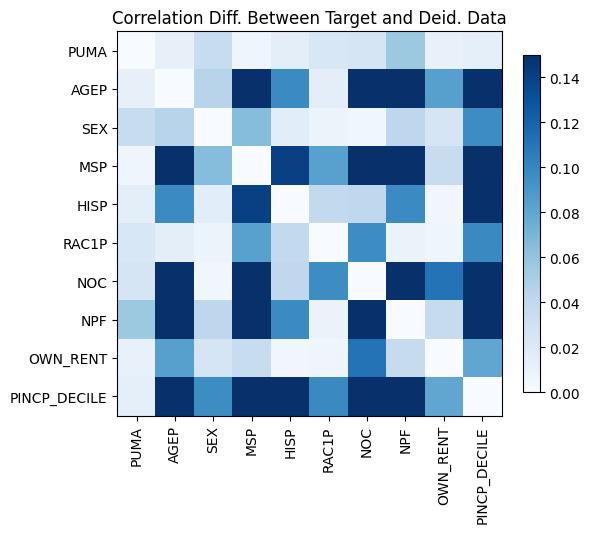 Correlation Diff. Between Target and Deid. Data
PUMA
AGEP
SEX
MSP
HISP
RAC1P
NOC
NPF
OWN_RENT
PINCP_DECILE
PUMA
AGEP
SEX
MSP
HISP
RAC1P
NOC
NPF
OWN_RENT
PINCP_DECILE
0.14
0.12
0.10
0.08
0.06
0.04
0.02
0.00